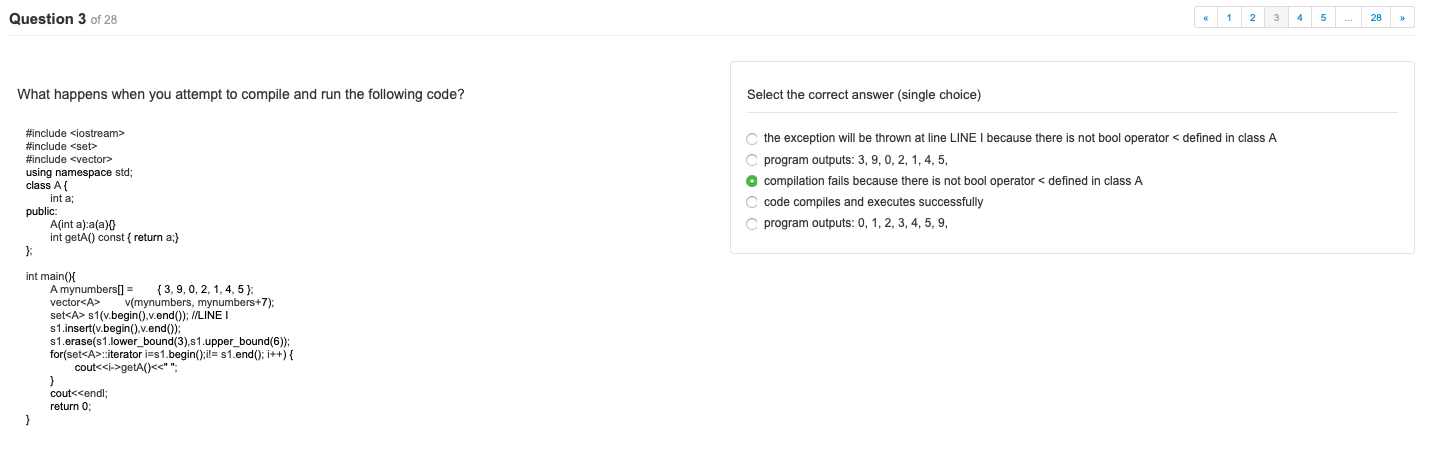 Question 3 of 28
« 1 2 3 4 5 ... 28 »
What happens when you attempt to compile and run the following code?
#include <iostream>
#include <set>
#include <vector>
using namespace std;
class A {
int a;
public:
A(int a):a(a){}
int getA() const { return a;}
};
int main(){
A mynumbers[] = { 3, 9, 0, 2, 1, 4, 5 };
vector<A> v(mynumbers, mynumbers+7);
set<A> s1(v.begin(),v.end()); //LINE I
s1.insert(v.begin(),v.end());
s1.erase(s1.lower_bound(3),s1.upper_bound(6));
for(set<A>::iterator i=s1.begin();i!= s1.end(); i++) {
cout<<i->getA()<<" ";
}
cout<<endl;
return 0;
}
Select the correct answer (single choice)
the exception will be thrown at line LINE I because there is not bool operator < defined in class A
program outputs: 3, 9, 0, 2, 1, 4, 5,
compilation fails because there is not bool operator < defined in class A
code compiles and executes successfully
program outputs: 0, 1, 2, 3, 4, 5, 9,